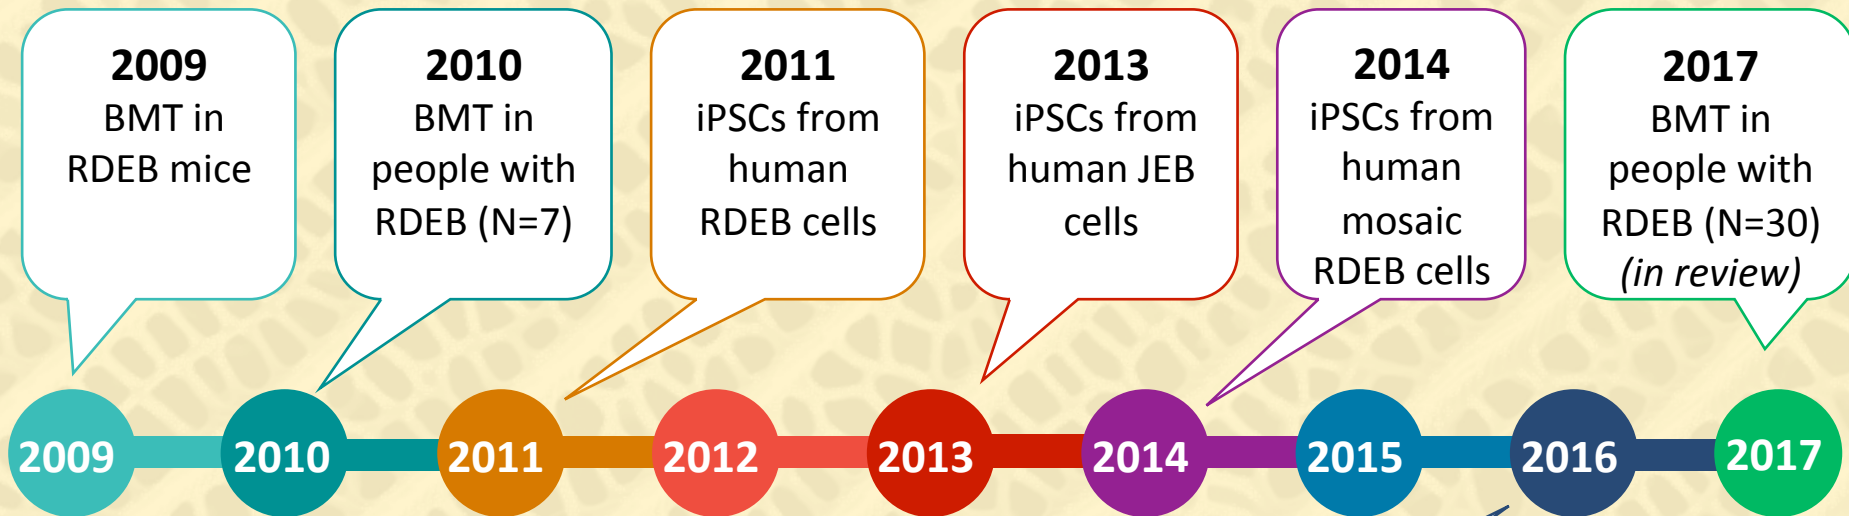 2009
BMT in
RDEB mice
2010
BMT in
people with
RDEB (N=7)
2011
iPSCs from
human
RDEB cells
2013
iPSCs from
human JEB
cells
2014
iPSCs from
human
mosaic
RDEB cells
2017
BMT in
people with
RDEB (N=30)
(in review)
2009
2010
2011
2012
2013
2014
2015
2016
2017